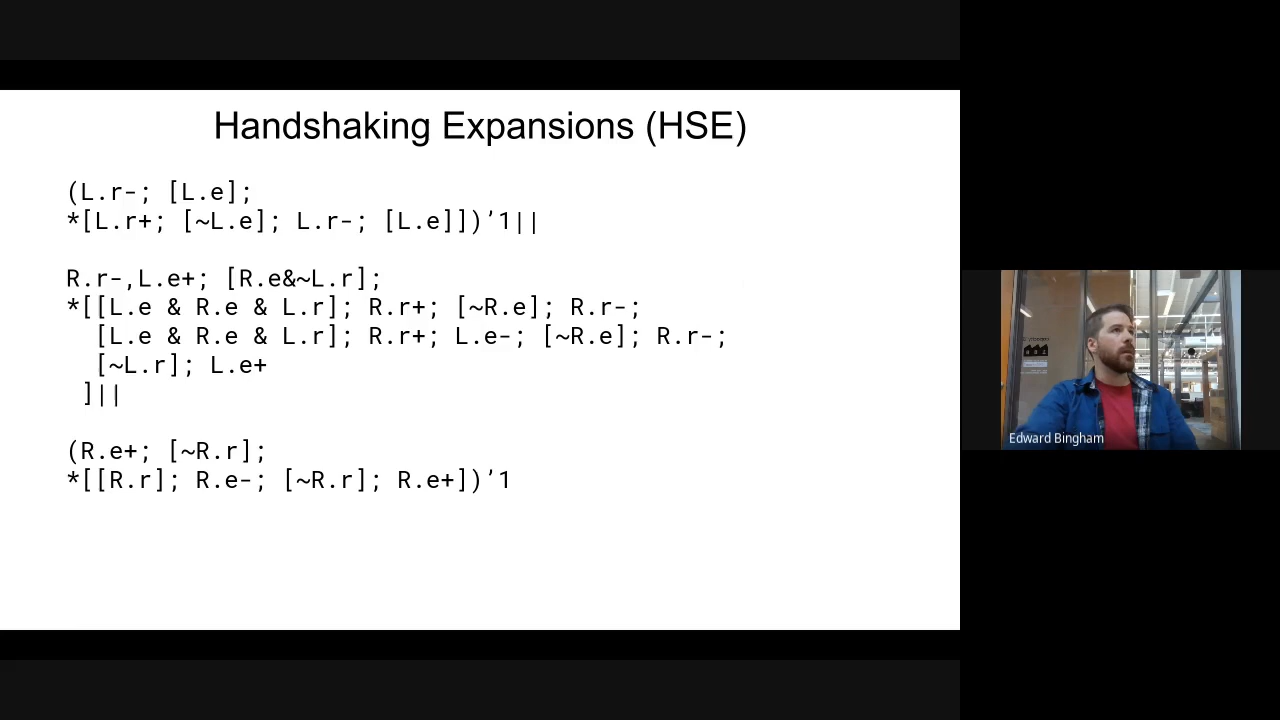 Handshaking Expansions (HSE)
(L.r-; [L.e];
*[L.r+; [~L.e]; L.r-; [L.e]])'1||
R.r-,L.e+; [R.e&~L.r];
*[[L.e & R.e & L.r]; R.r+; [~R.e]; R.r-;
[L.e & R.e & L.r]; R.r+; L.e-; [~R.e]; R.r-;
[~L.r]; L.e+
]||
(R.e+; [~R.r];
*[[R.r]; R.e-; [~R.r]; R.e+])'1
Edward Bingham